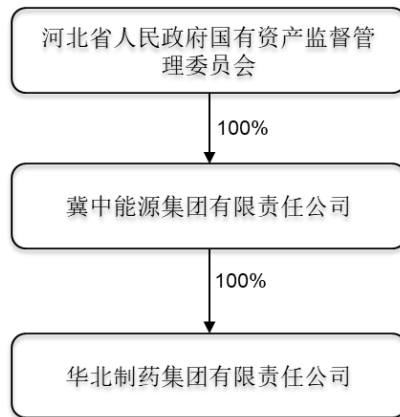 河北省人民政府国有资产监督管
理委员会
100%
冀中能源集团有限责任公司
100%
华北制药集团有限责任公司